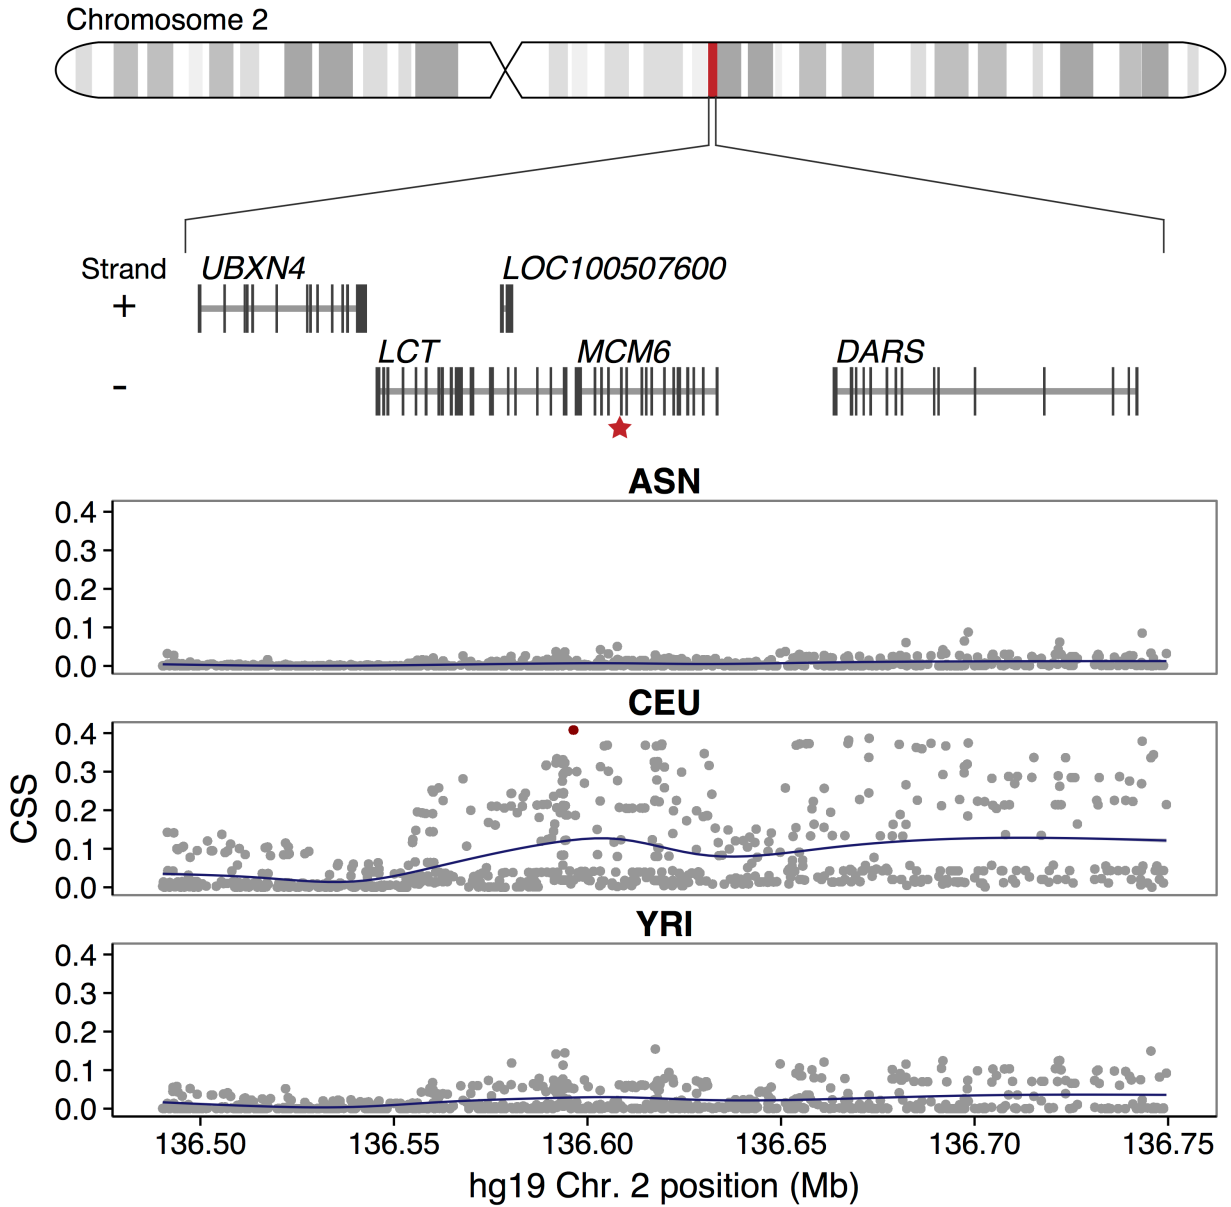 Chromosome 2
Strand UBXN4 LOC100507600
+
LCT MCM6 DARS
-
ASN
0.4
0.3
0.2
0.1
0.0
CEU
0.4
0.3
0.2
0.1
0.0
CSS
YRI
0.4
0.3
0.2
0.1
0.0
136.50 136.55 136.60 136.65 136.70 136.75
hg19 Chr. 2 position (Mb)